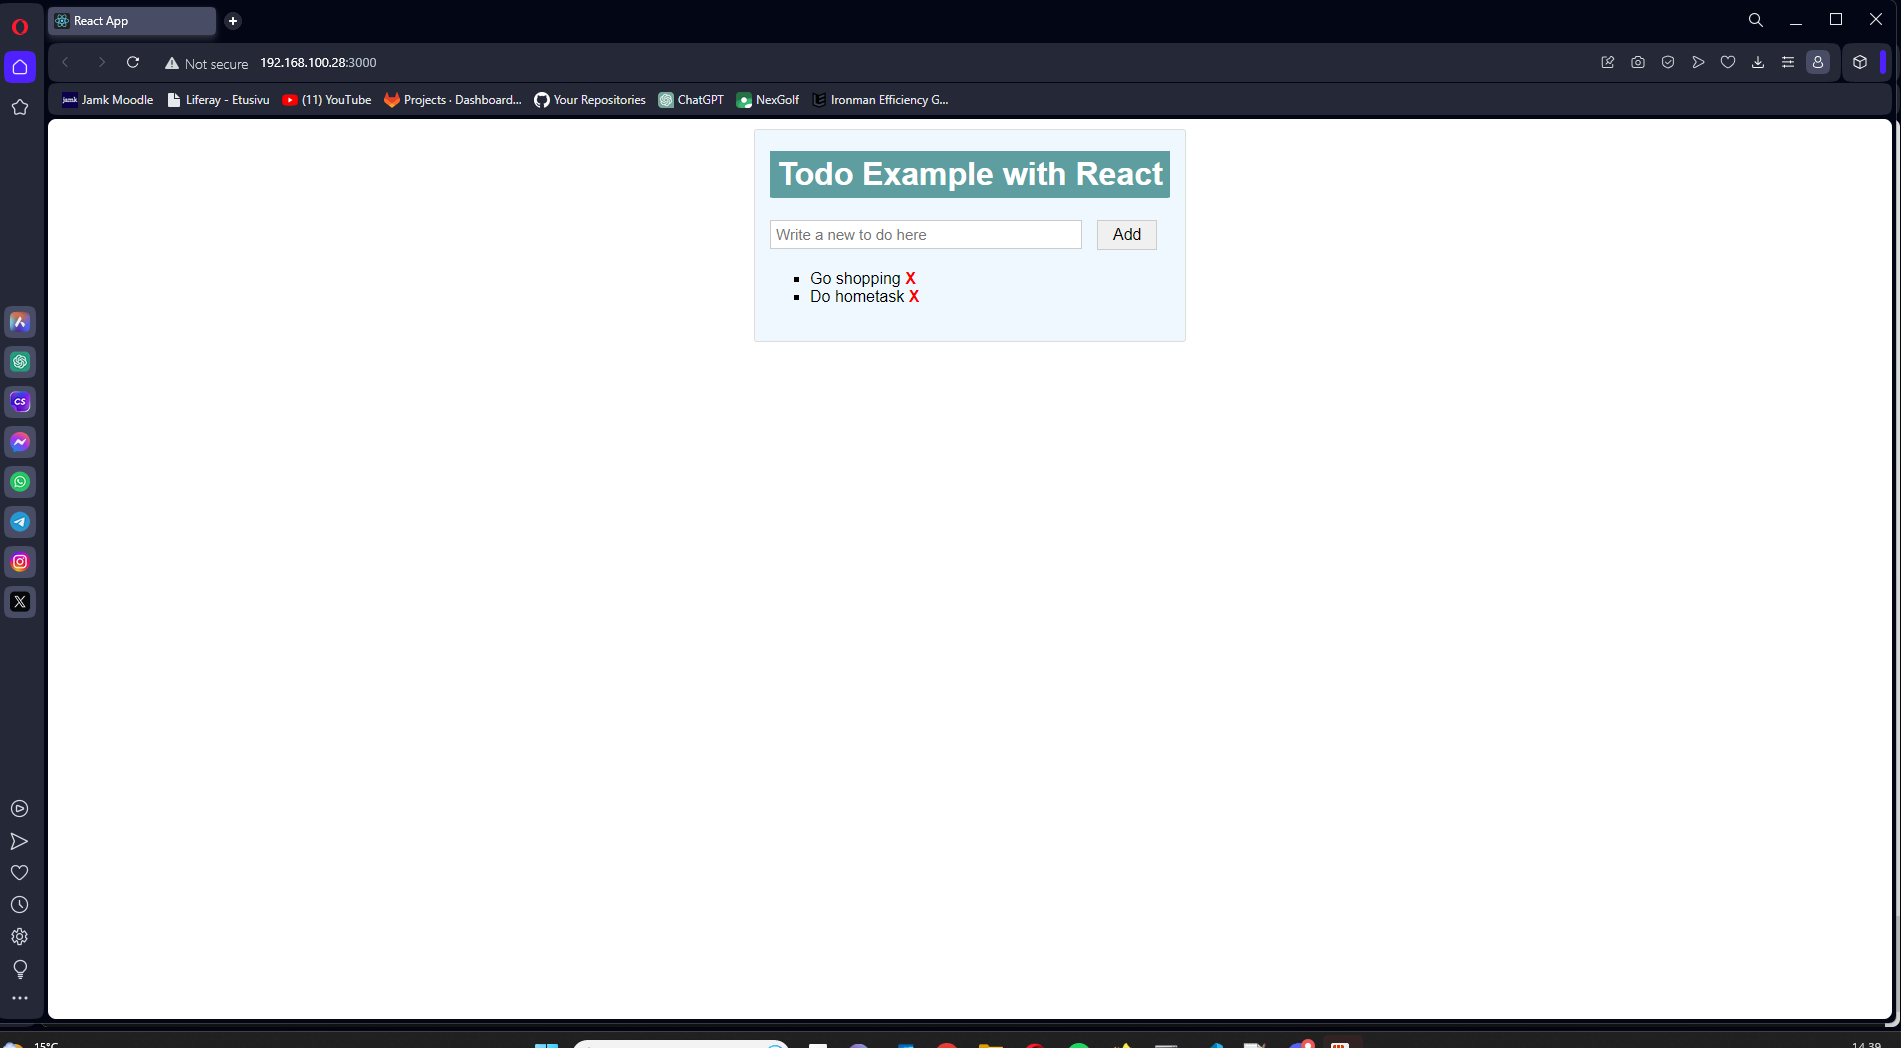 React App
Not secure 192.168.100.28:3000
jamk Jamk Moodle Liferay - Etusivu (11) YouTube Projects · Dashboard... Your Repositories ChatGPT NexGolf Ironman Efficiency G...
Todo Example with React
Write a new to do here Add
Go shopping X
Do hometask X
CS
15°C 14.39